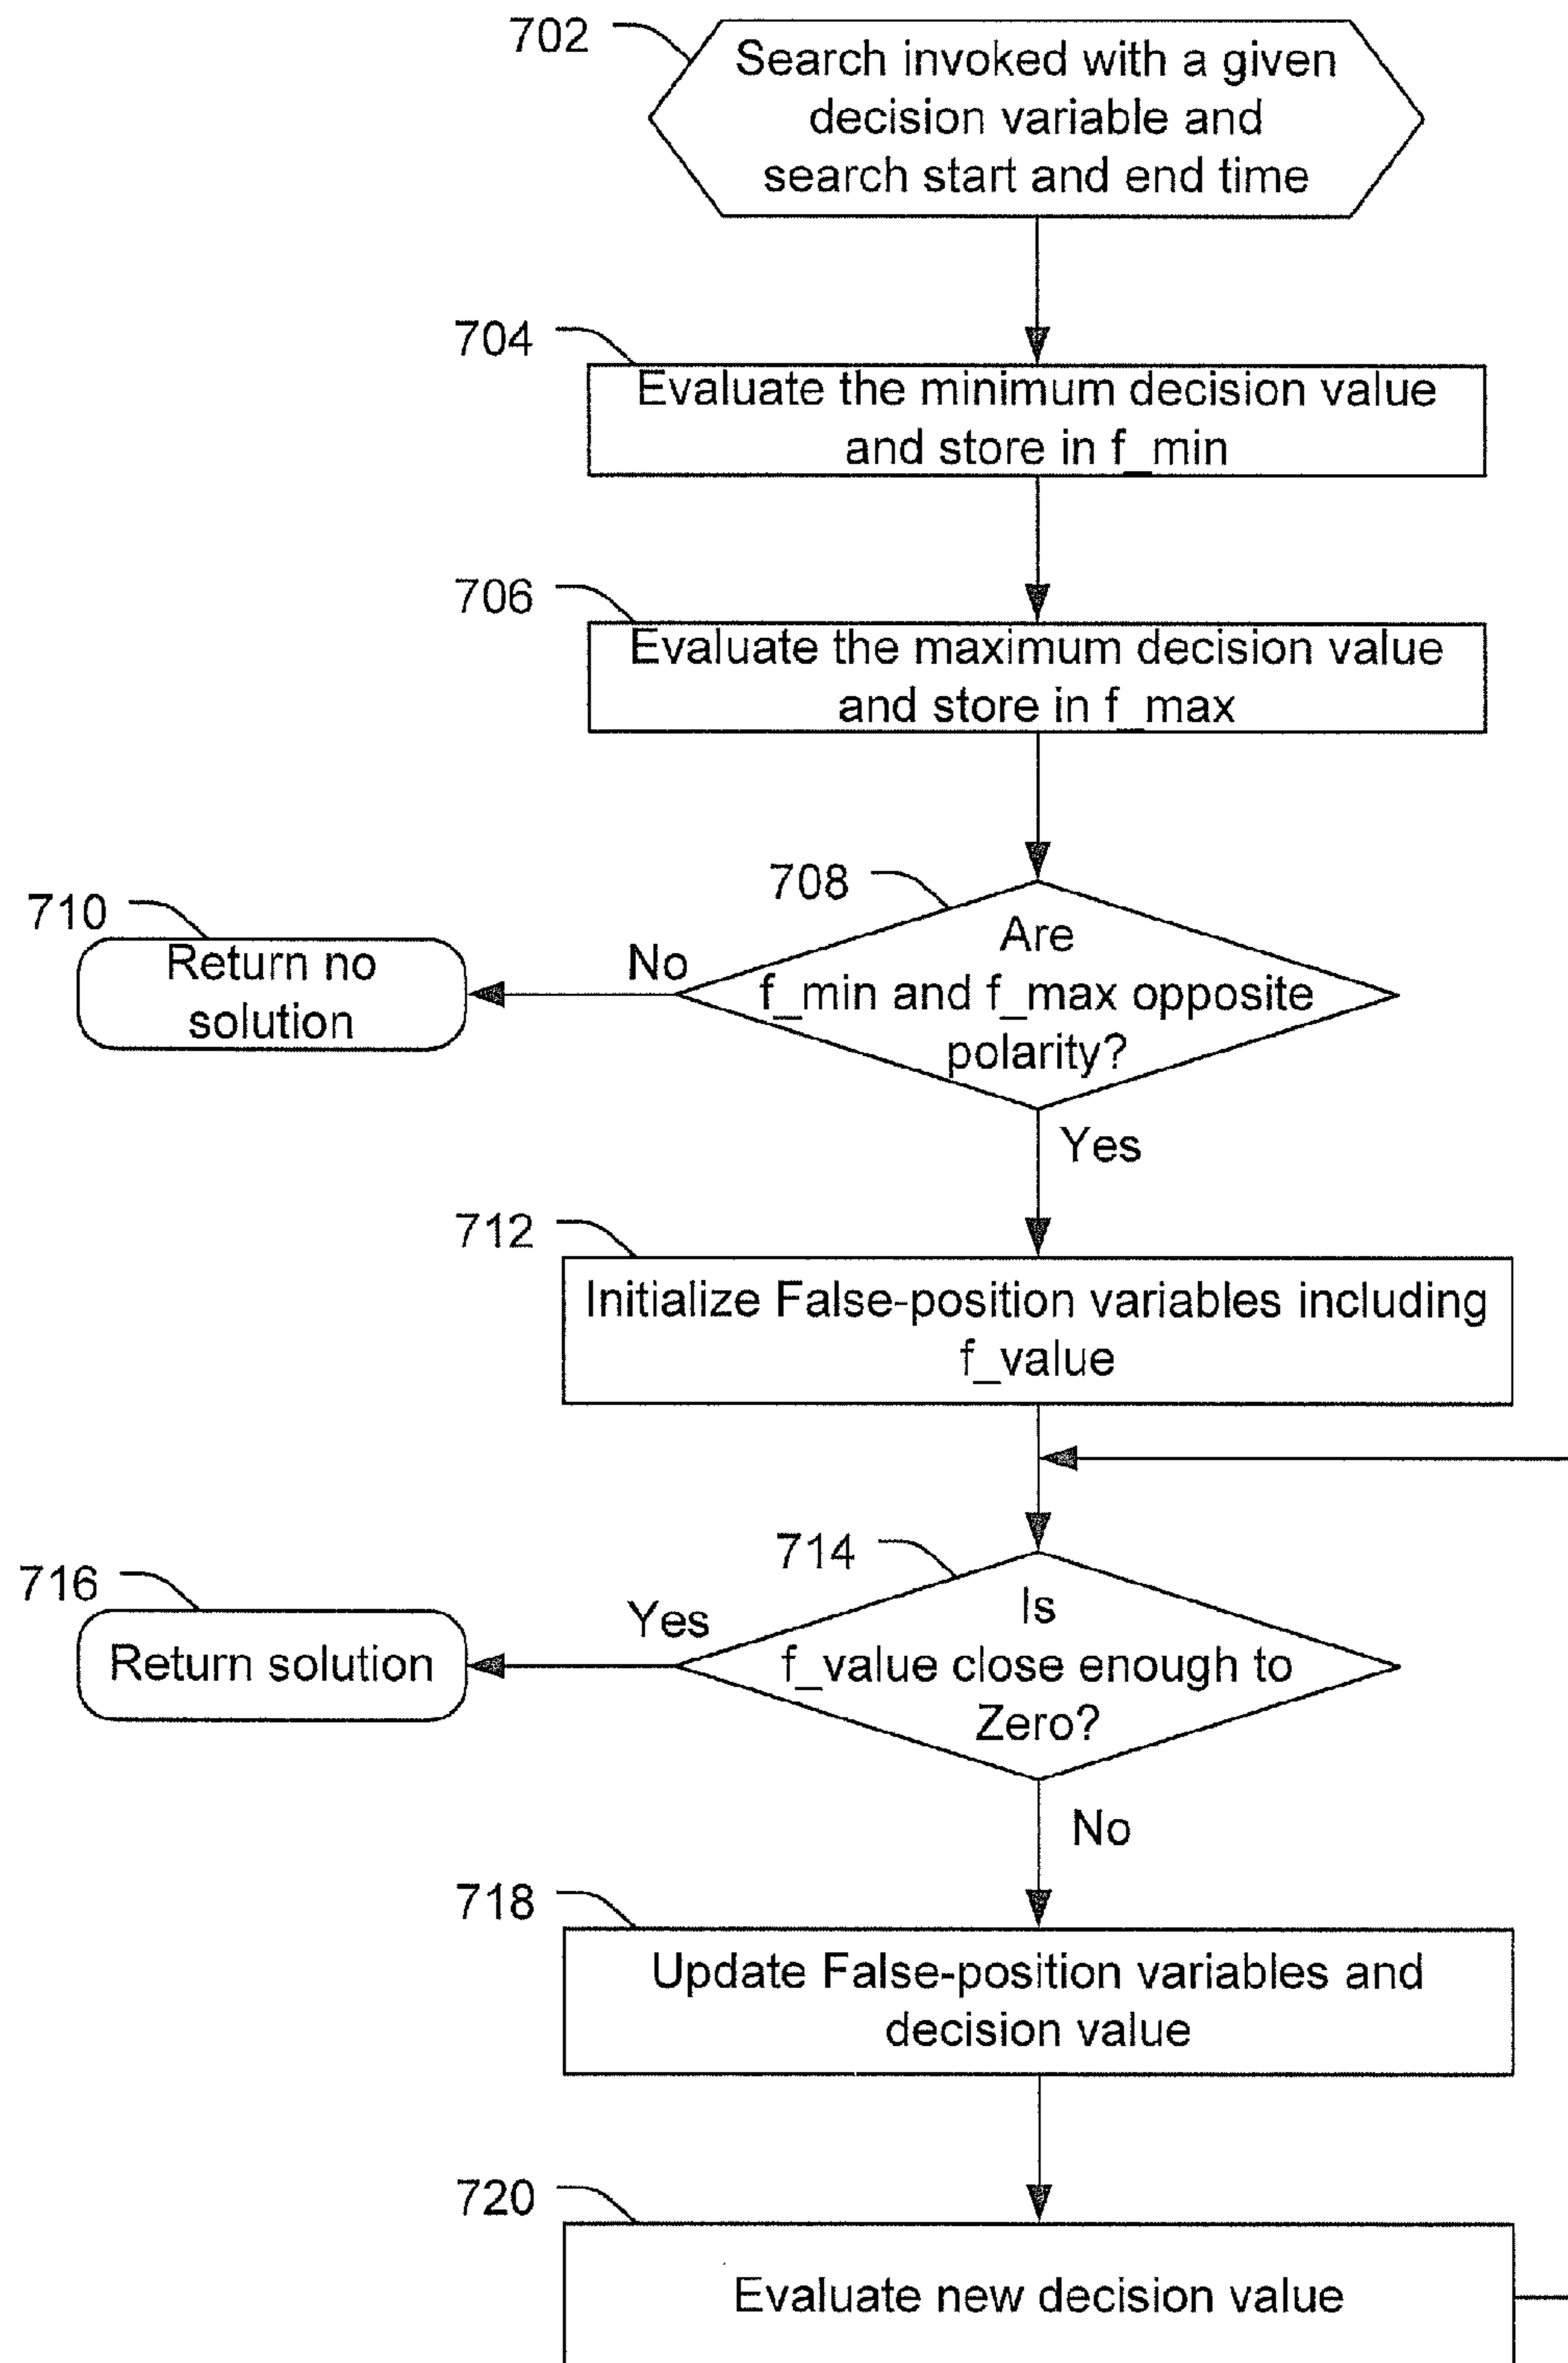 702
Search invoked with a given
decision variable and
search start and end time
704
Evaluate the minimum decision value
and store in f_min
706
Evaluate the maximum decision value
and store in f_max
708
Are
f_min and f_max opposite
polarity?
No
710
Return no
solution
Yes
712
Initialize False-position variables including
f_value
714
Is
f_value close enough to
Zero?
Yes
716
Return solution
No
718
Update False-position variables and
decision value
720
Evaluate new decision value